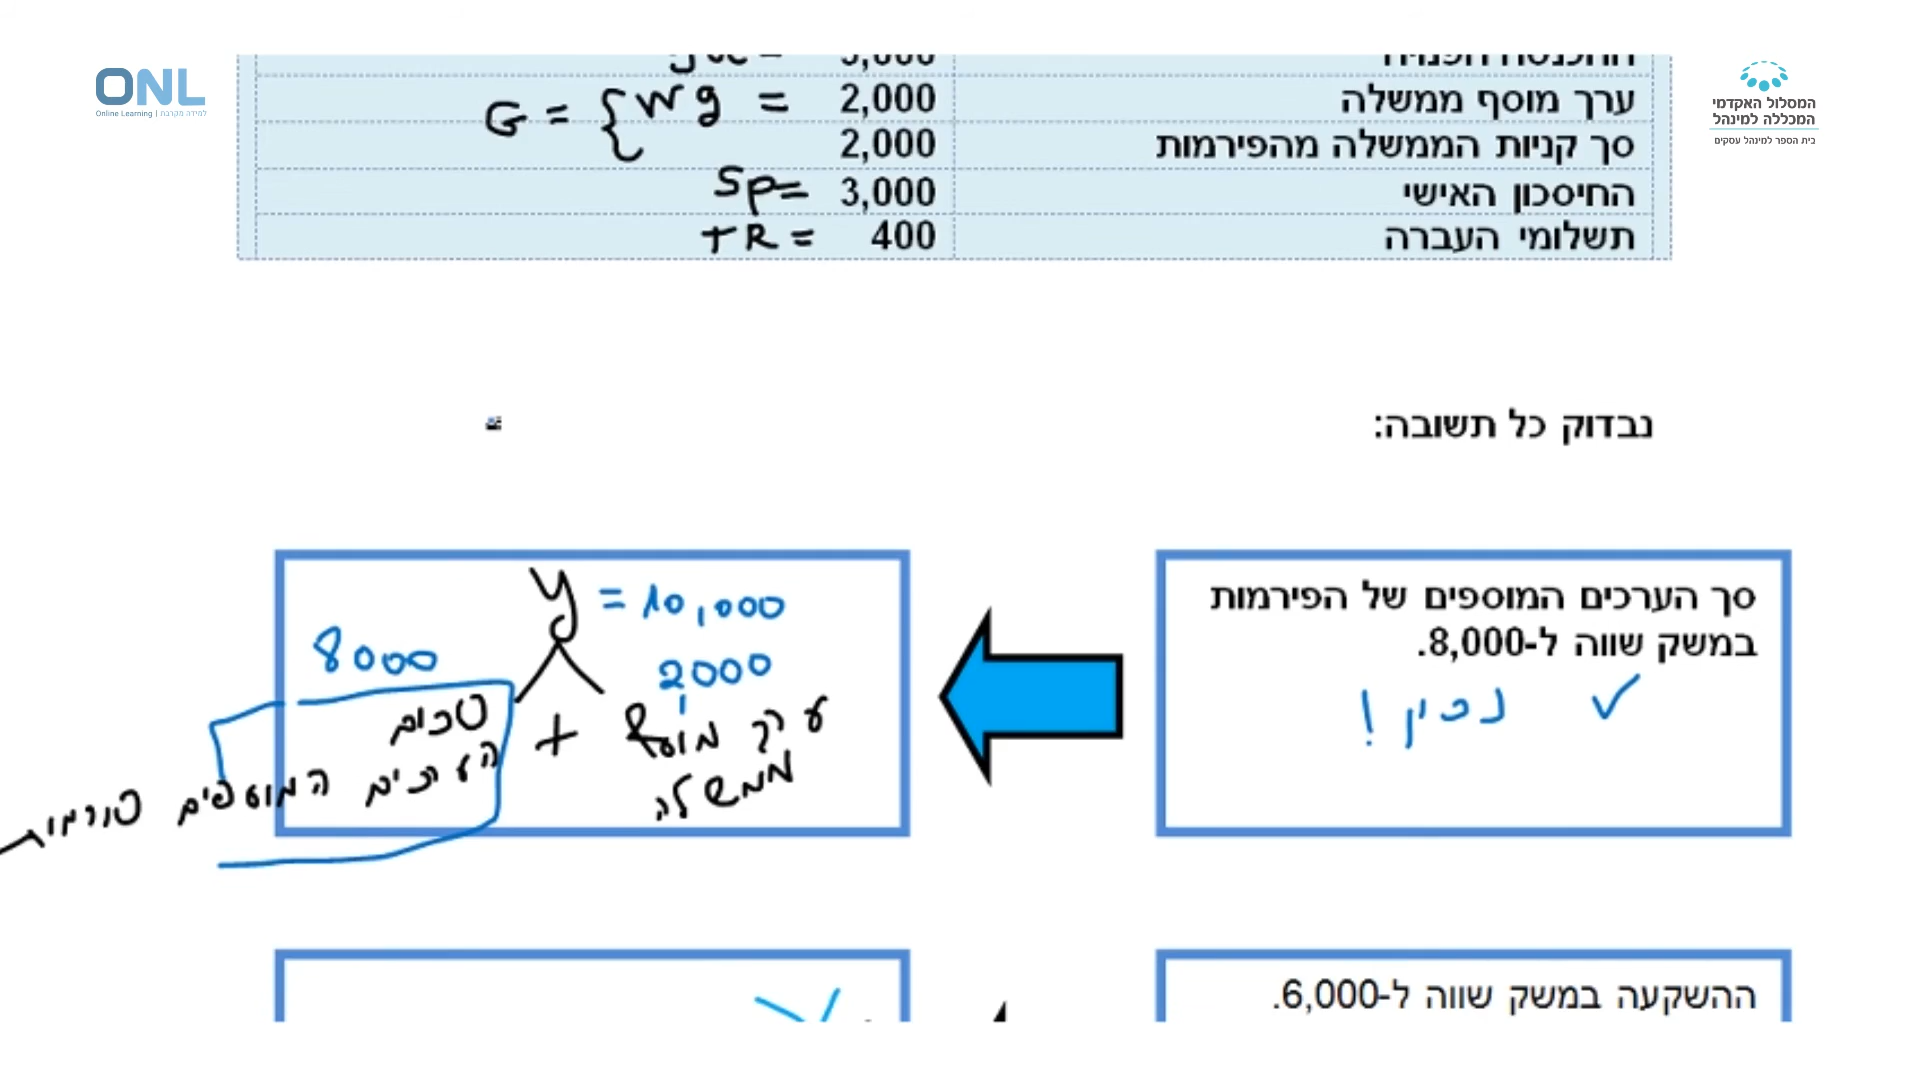 ONL
Online Learning | למידה מקרבת
המסלול האקדמי
המכללה למינהל
בית הספר למינהל עסקים
ערך מוסף ממשלה 2,000 G = { Wg =
סך קניות הממשלה מהפירמות 2,000
החיסכון האישי 3,000 Sp=
תשלומי העברה 400 TR =
נבדוק כל תשובה:
סך הערכים המוספים של הפירמות
במשק שווה ל-8,000.
✓ נכון !
y = 10,000
8000
2000
ערך מוסף + סכום
ממשלה
הערכים המוספים פורמות
ההשקעה במשק שווה ל-6,000.